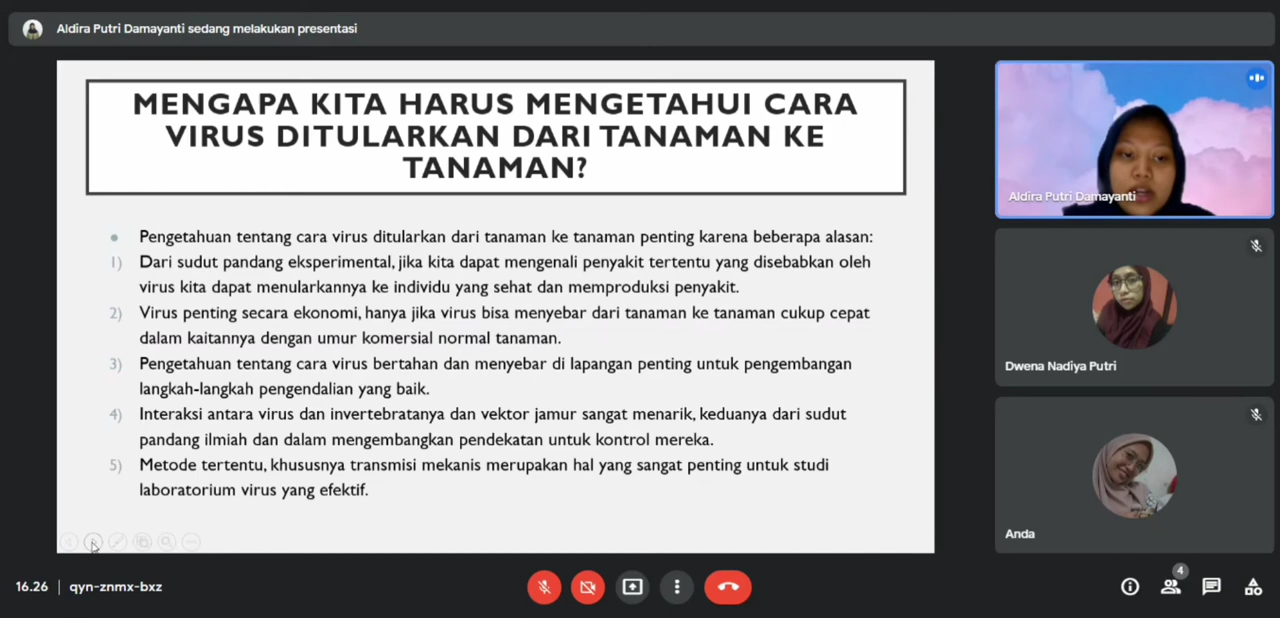 Aldira Putri Damayanti sedang melakukan presentasi
MENGAPA KITA HARUS MENGETAHUI CARA
VIRUS DITULARKAN DARI TANAMAN KE
TANAMAN?
• Pengetahuan tentang cara virus ditularkan dari tanaman ke tanaman penting karena beberapa alasan:
1) Dari sudut pandang eksperimental, jika kita dapat mengenali penyakit tertentu yang disebabkan oleh
virus kita dapat menularkannya ke individu yang sehat dan memproduksi penyakit.
2) Virus penting secara ekonomi, hanya jika virus bisa menyebar dari tanaman ke tanaman cukup cepat
dalam kaitannya dengan umur komersial normal tanaman.
3) Pengetahuan tentang cara virus bertahan dan menyebar di lapangan penting untuk pengembangan
langkah-langkah pengendalian yang baik.
4) Interaksi antara virus dan invertebratanya dan vektor jamur sangat menarik, keduanya dari sudut
pandang ilmiah dan dalam mengembangkan pendekatan untuk kontrol mereka.
5) Metode tertentu, khususnya transmisi mekanis merupakan hal yang sangat penting untuk studi
laboratorium virus yang efektif.
Aldira Putri Damayanti
Dwena Nadiya Putri
Anda
16.26 | qyn-znmx-bxz
4